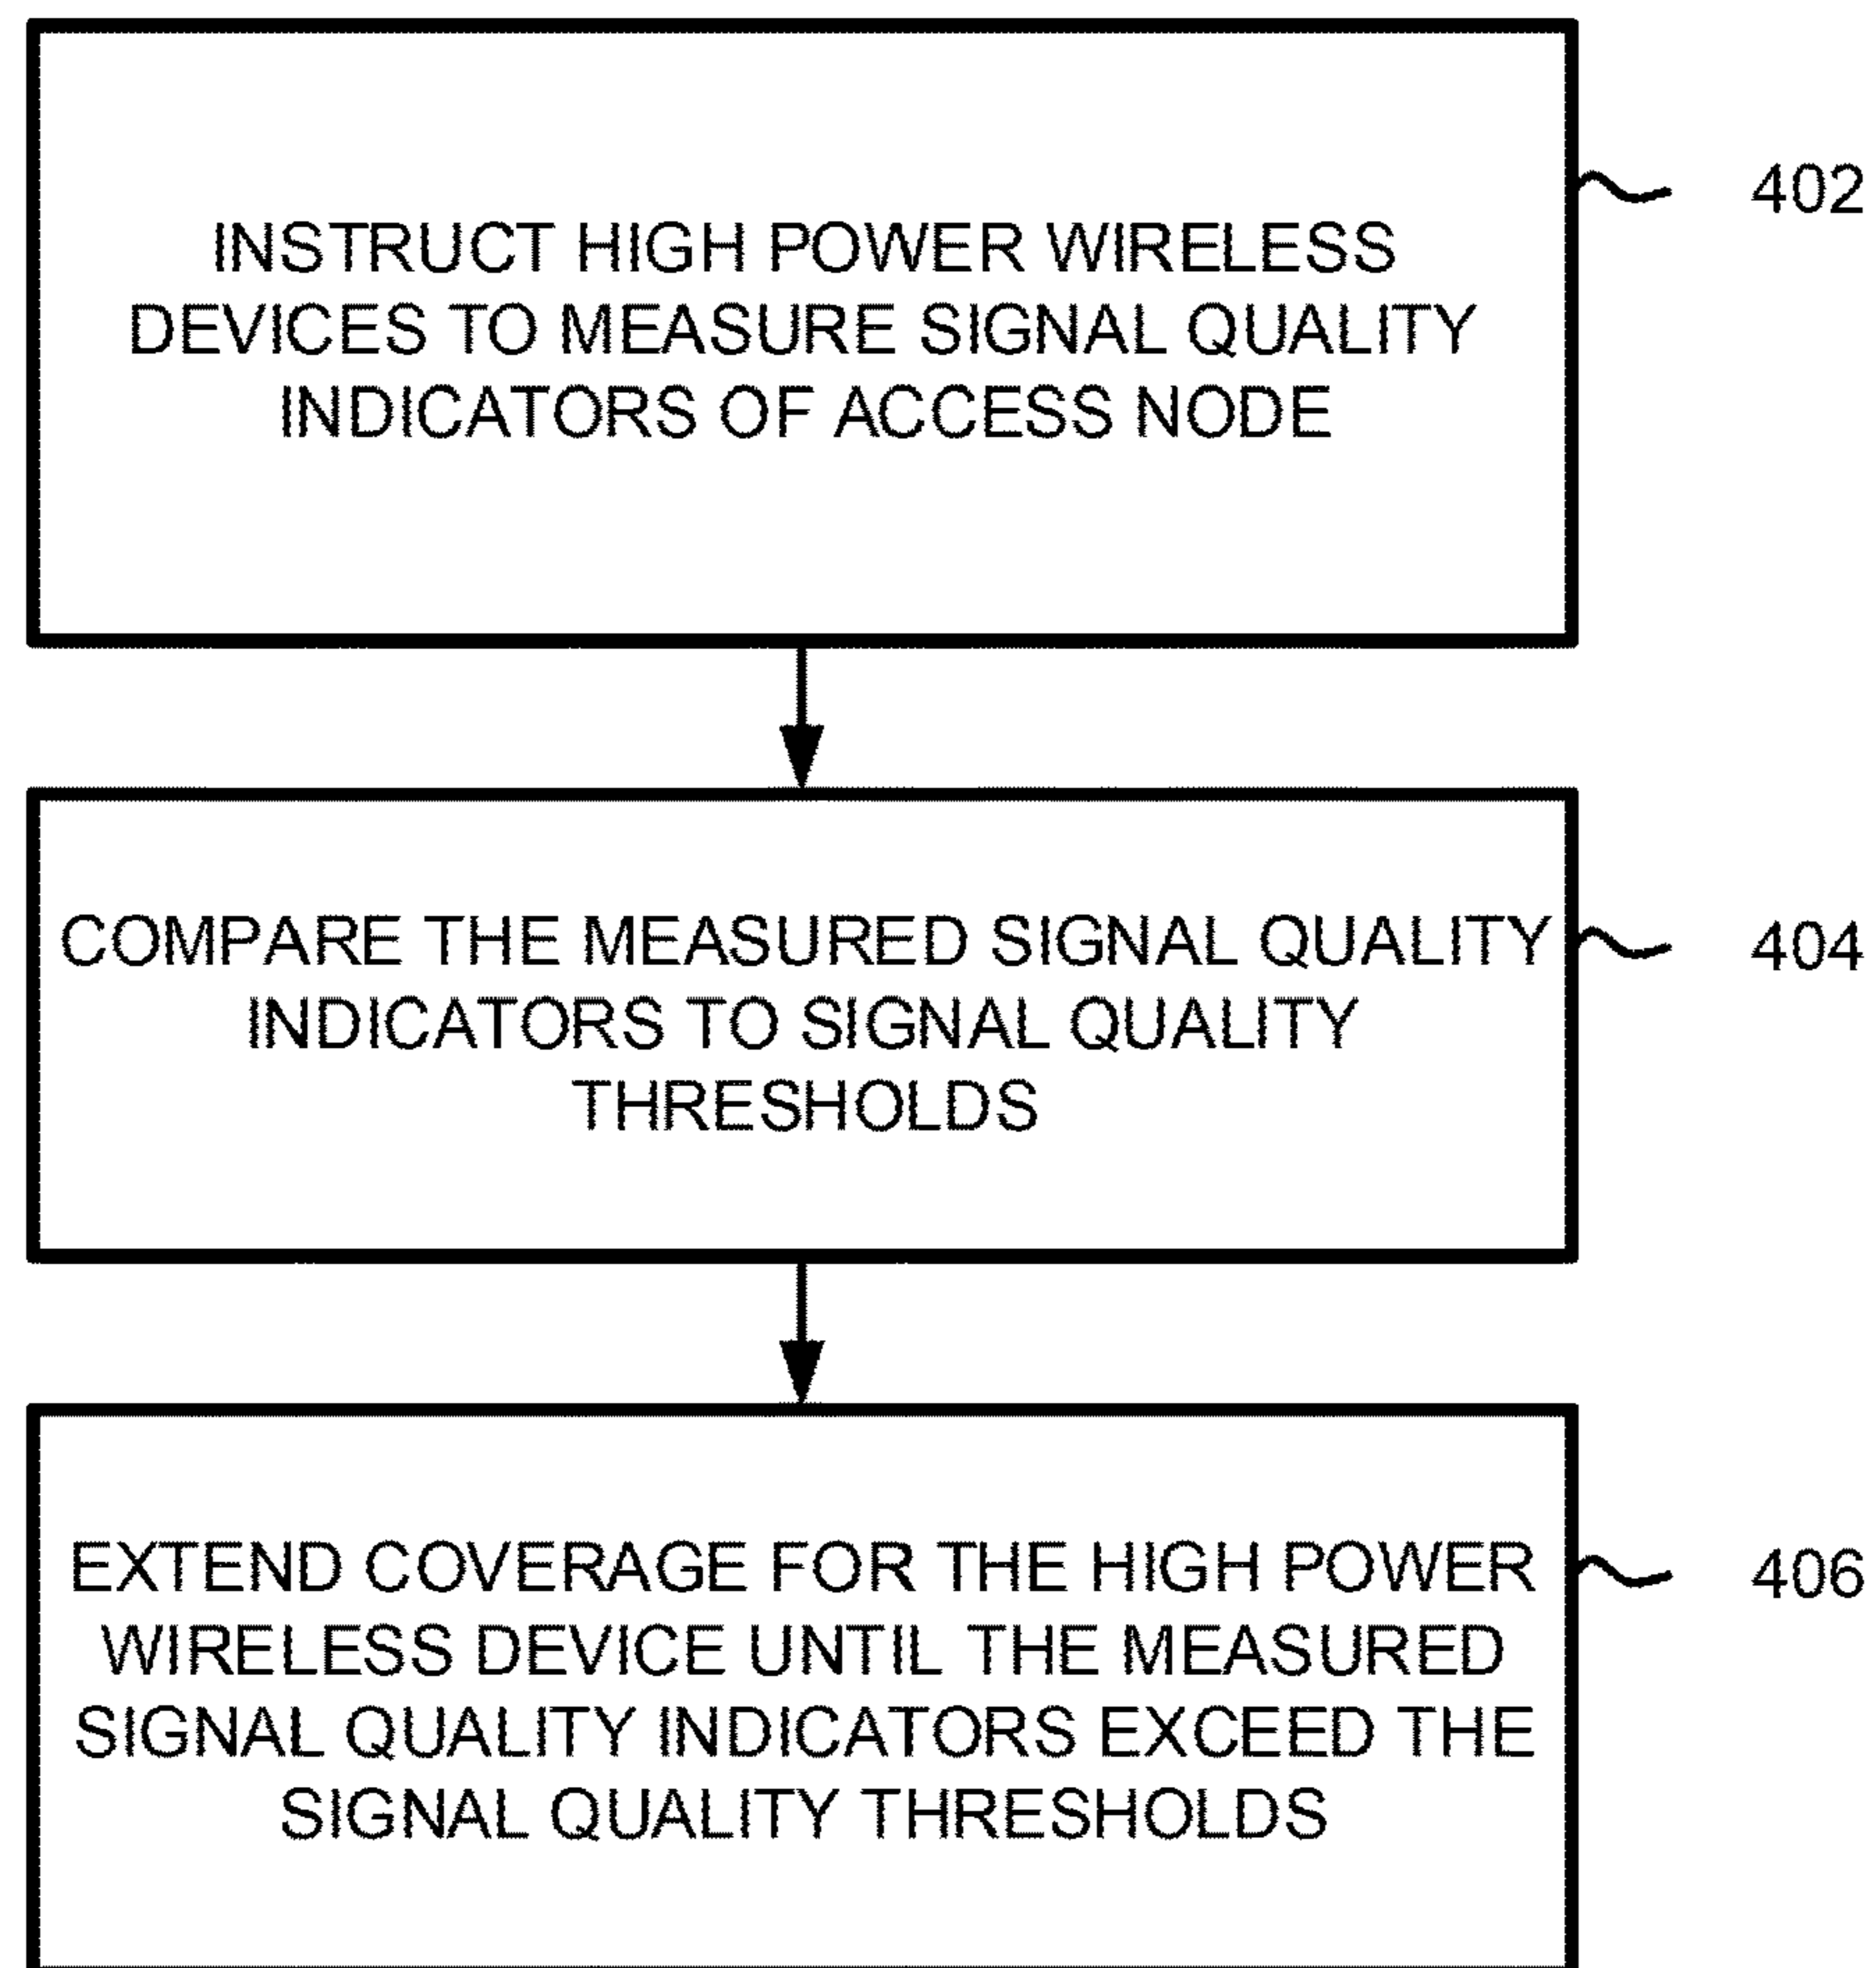 INSTRUCT HIGH POWER WIRELESS
DEVICES TO MEASURE SIGNAL QUALITY
INDICATORS OF ACCESS NODE
402
COMPARE THE MEASURED SIGNAL QUALITY
INDICATORS TO SIGNAL QUALITY
THRESHOLDS
404
EXTEND COVERAGE FOR THE HIGH POWER
WIRELESS DEVICE UNTIL THE MEASURED
SIGNAL QUALITY INDICATORS EXCEED THE
SIGNAL QUALITY THRESHOLDS
406